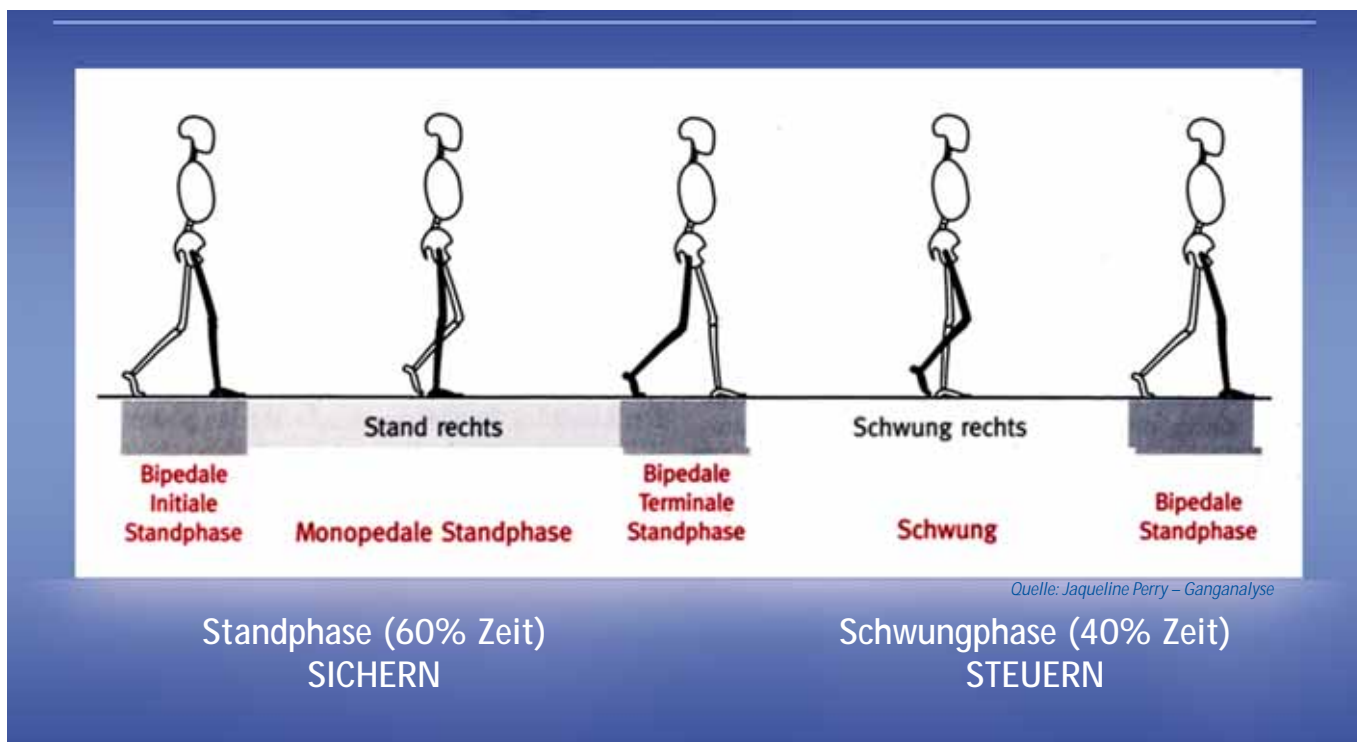 Stand rechts
Schwung rechts
Bipedale
Initiale
Standphase
Monopedale Standphase
Bipedale
Terminale
Standphase
Schwung
Bipedale
Standphase
Quelle: Jaqueline Perry – Ganganalyse
Standphase (60% Zeit)
SICHERN
Schwungphase (40% Zeit)
STEUERN